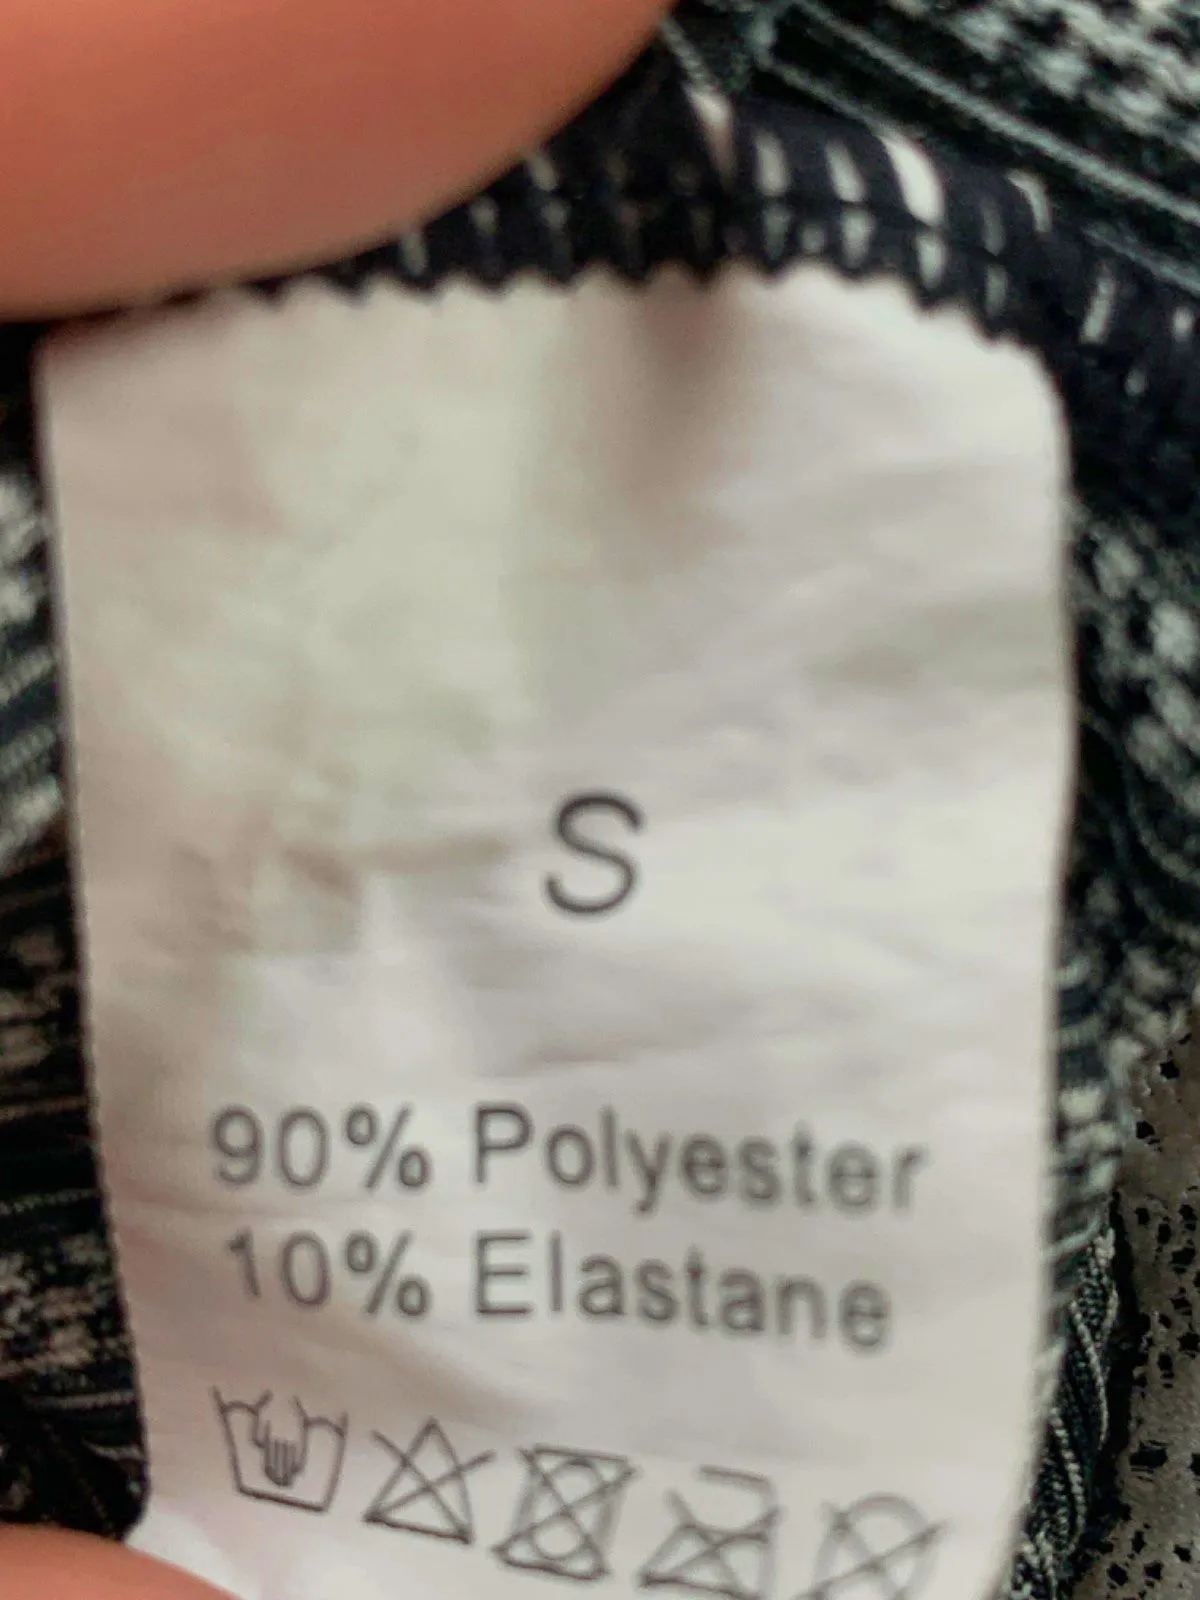 S
90% Polyester
10% Elastane